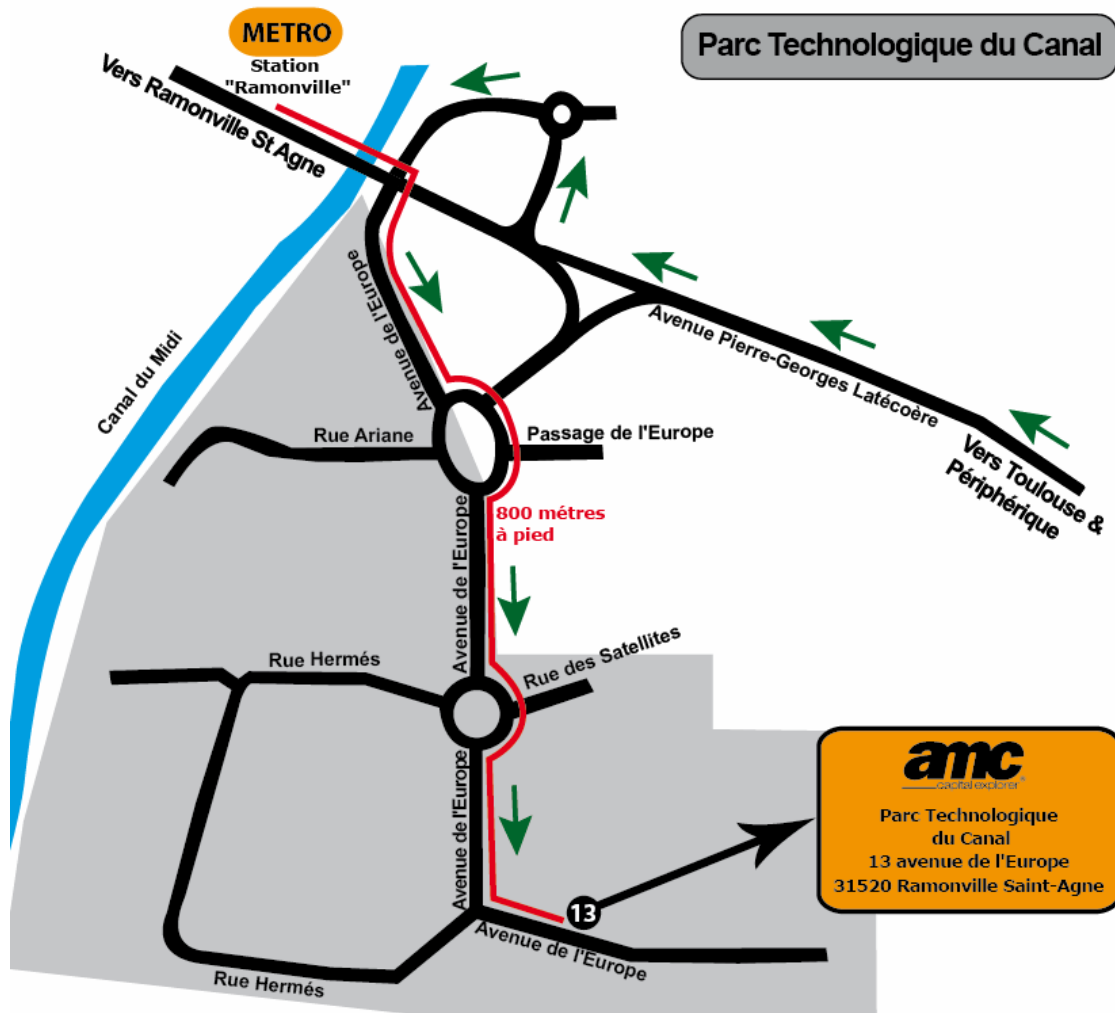 METRO
Station
"Ramonville"
Parc Technologique du Canal
Vers Ramonville St Agne
Avenue de l'Europe
Avenue Pierre-Georges Latécoère
Canal du Midi
Vers Toulouse &
Périphérique
Rue Ariane
Passage de l'Europe
800 métres
à pied
Avenue de l'Europe
Rue Hermés
Rue des Satellites
Avenue de l'Europe
amc
capital explorer
Parc Technologique
du Canal
13 avenue de l'Europe
31520 Ramonville Saint-Agne
13
Avenue de l'Europe
Rue Hermés